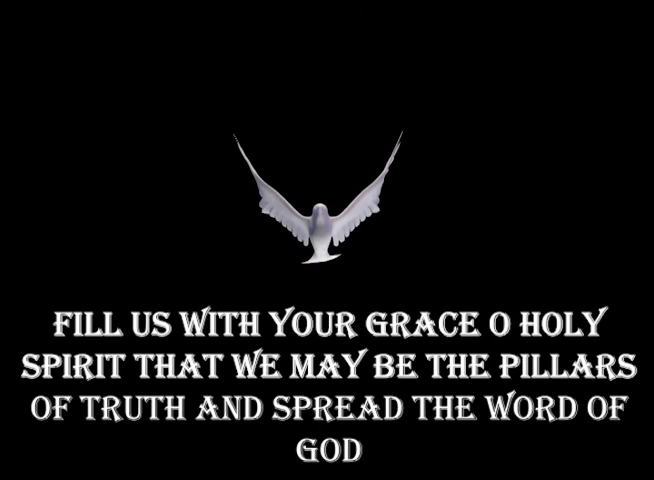 FILL US WITH YOUR GRACE O HOLY
SPIRIT THAT WE MAY BE THE PILLARS
OF TRUTH AND SPREAD THE WORD OF
GOD